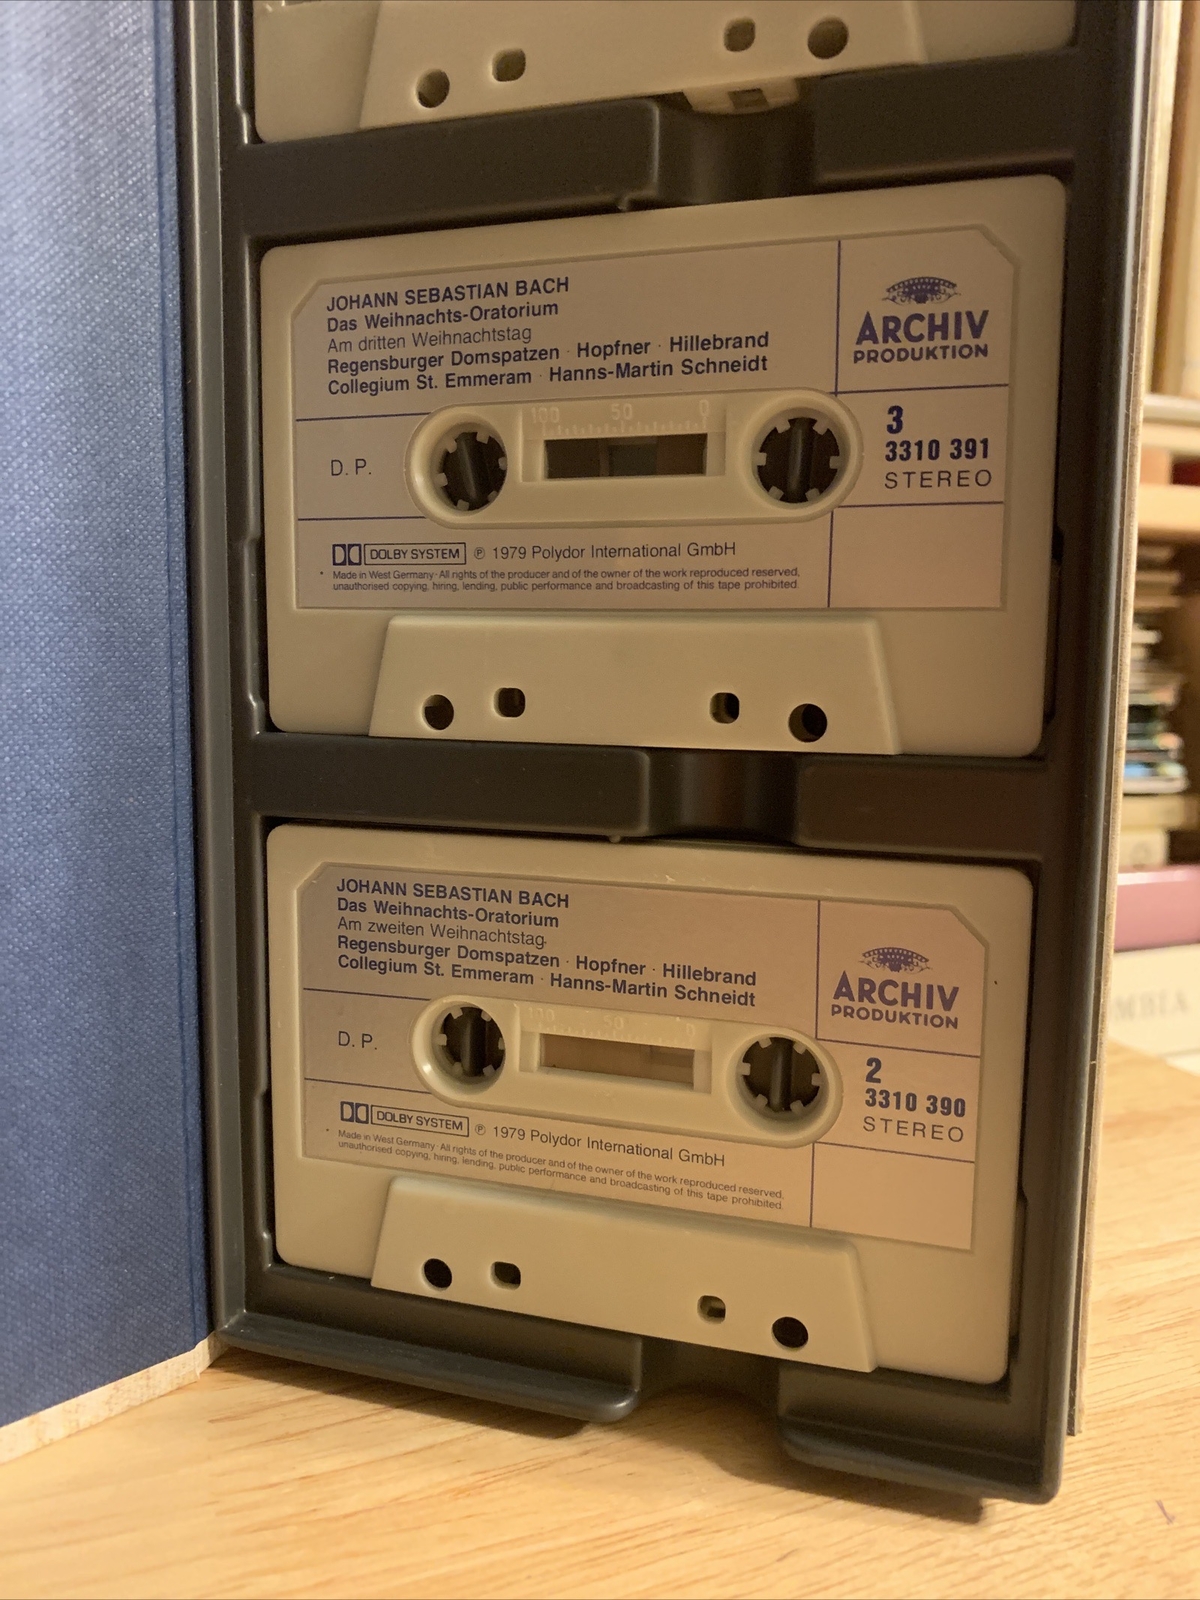 JOHANN SEBASTIAN BACH
Das Weihnachts-Oratorium
Am dritten Weihnachtstag
Regensburger Domspatzen · Hopfner · Hillebrand
Collegium St. Emmeram · Hanns-Martin Schneidt
ARCHIV
PRODUKTION
100 50 0
D. P.
3
3310 391
STEREO
DOLBY SYSTEM ℗ 1979 Polydor International GmbH
Made in West Germany · All rights of the producer and of the owner of the work reproduced reserved,
unauthorised copying, hiring, lending, public performance and broadcasting of this tape prohibited.
JOHANN SEBASTIAN BACH
Das Weihnachts-Oratorium
Am zweiten Weihnachtstag
Regensburger Domspatzen · Hopfner · Hillebrand
Collegium St. Emmeram · Hanns-Martin Schneidt
ARCHIV
PRODUKTION
100 50 0
D. P.
2
3310 390
STEREO
DOLBY SYSTEM ℗ 1979 Polydor International GmbH
Made in West Germany · All rights of the producer and of the owner of the work reproduced reserved,
unauthorised copying, hiring, lending, public performance and broadcasting of this tape prohibited.